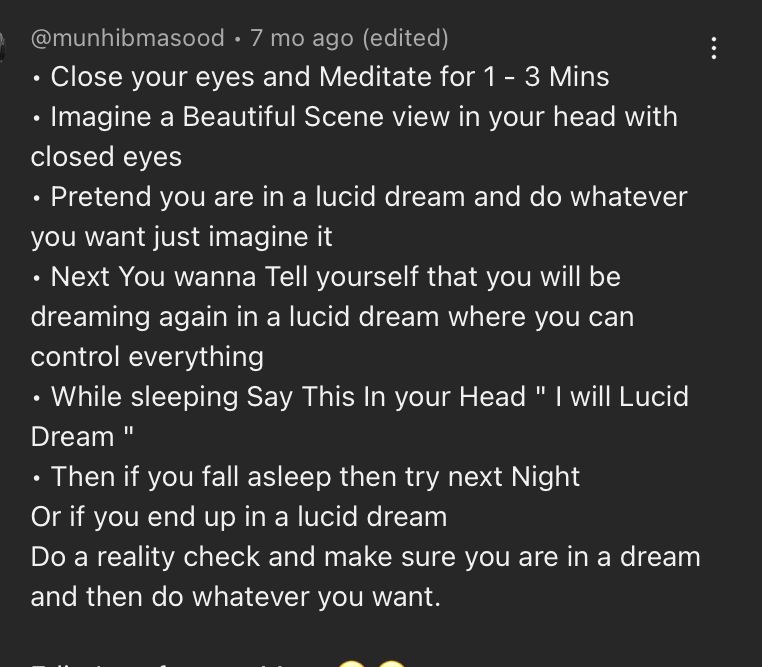 @munhibmasood • 7 mo ago (edited)
• Close your eyes and Meditate for 1 - 3 Mins
• Imagine a Beautiful Scene view in your head with
closed eyes
• Pretend you are in a lucid dream and do whatever
you want just imagine it
• Next You wanna Tell yourself that you will be
dreaming again in a lucid dream where you can
control everything
• While sleeping Say This In your Head " I will Lucid
Dream "
• Then if you fall asleep then try next Night
Or if you end up in a lucid dream
Do a reality check and make sure you are in a dream
and then do whatever you want.